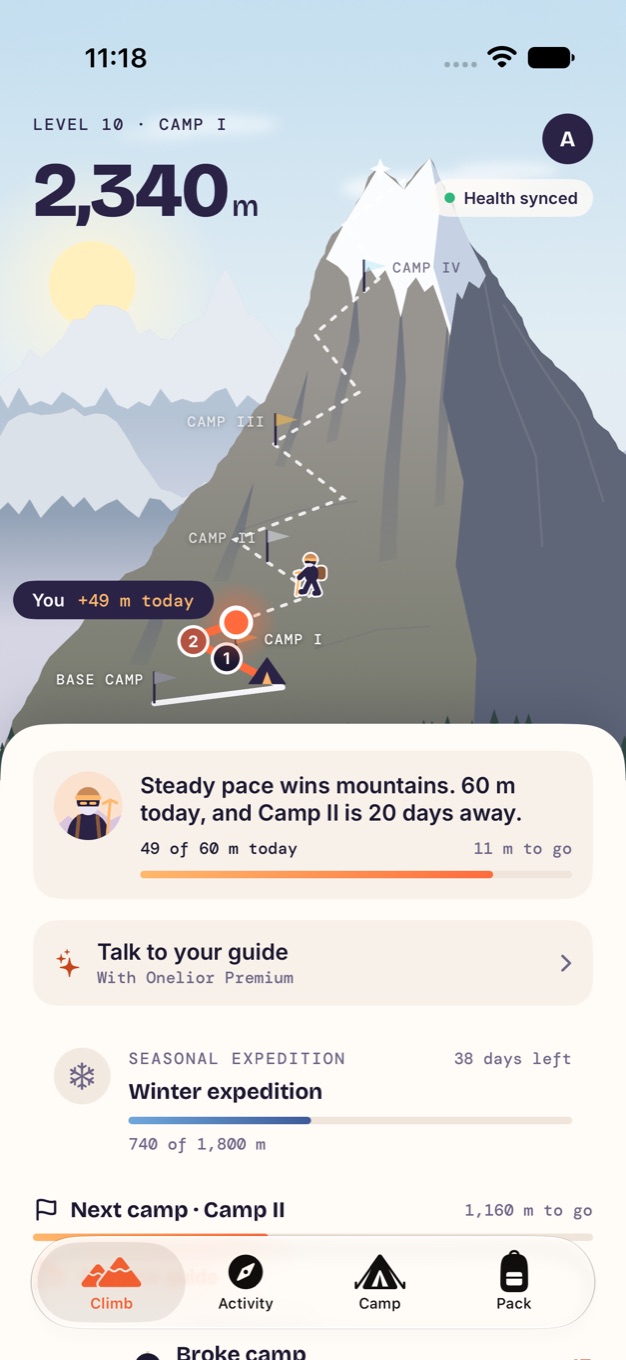 11:18
LEVEL 10 · CAMP I
A
2,340 m
Health synced
CAMP IV
CAMP III
CAMP II
You +49 m today
2
CAMP I
1
BASE CAMP
Steady pace wins mountains. 60 m
today, and Camp II is 20 days away.
49 of 60 m today
11 m to go
Talk to your guide
With Onelior Premium
SEASONAL EXPEDITION
38 days left
Winter expedition
740 of 1,800 m
Next camp · Camp II
1,160 m to go
Climb
Activity
Camp
Pack
Broke camp